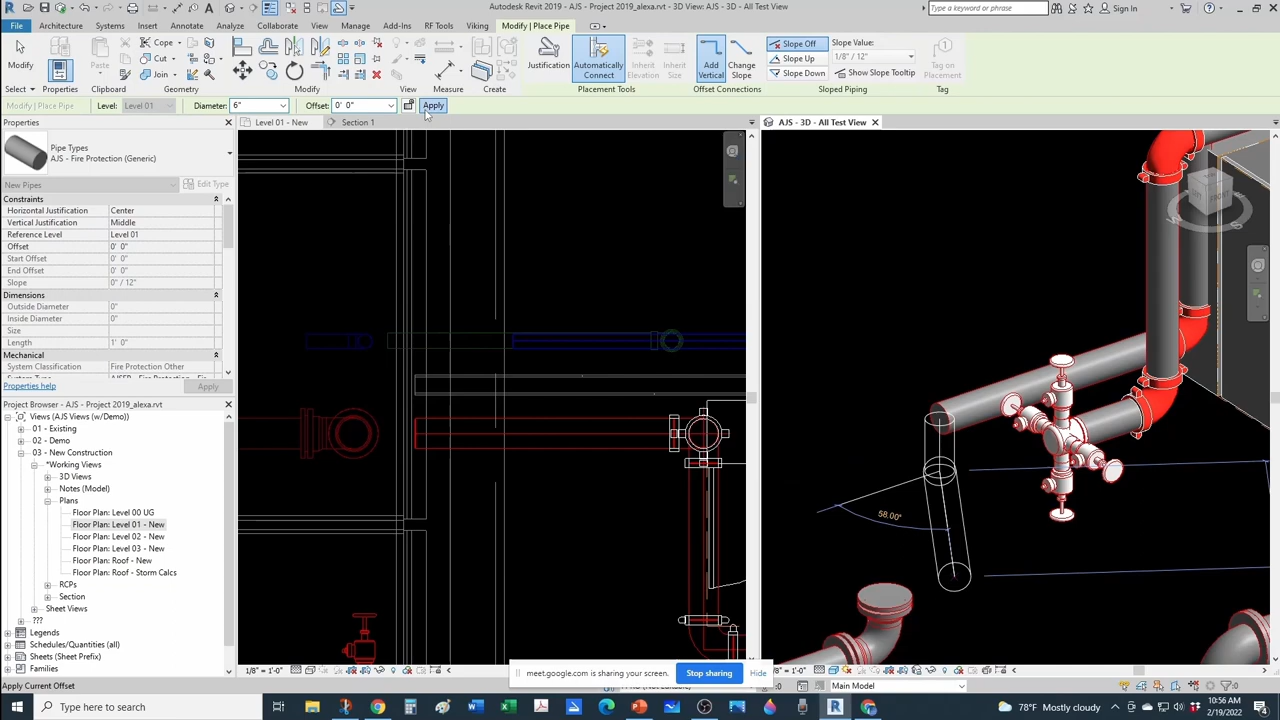 Autodesk Revit 2019 - AJS - Project 2019_alexa.rvt - 3D View: AJS - All Test View
Type a keyword or phrase
Sign In
File Architecture Systems Insert Annotate Analyze Collaborate View Manage Add-Ins RF Tools Viking Modify | Place Pipe
Modify
Properties
Paste
Cope
Cut
Join
Justification
Automatically Connect
Inherit Elevation
Inherit Size
Add Vertical
Change Slope
Slope Off
Slope Up
Slope Down
Slope Value:
1/8" / 12"
Show Slope Tooltip
Tag on Placement
Select Properties Clipboard Geometry Modify View Measure Create Placement Tools Offset Connections Sloped Piping Tag
Modify | Place Pipe Level: Level 01 Diameter: 6" Offset: 0' 0" Apply
Properties
Level 01 - New
Section 1
AJS - 3D - All Test View
Pipe Types
AJS - Fire Protection (Generic)
New Pipes
Edit Type
Constraints
Horizontal Justification Center
Vertical Justification Middle
Reference Level Level 01
Offset 0' 0"
Start Offset 0' 0"
End Offset 0' 0"
Slope 0" / 12"
Dimensions
Outside Diameter 0"
Inside Diameter 0"
Size
Length 1' 0"
Mechanical
System Classification Fire Protection Other
Properties help
Apply
Project Browser - AJS - Project 2019_alexa.rvt
Views (AJS Views (w/Demo))
01 - Existing
02 - Demo
03 - New Construction
*Working Views
3D Views
Notes (Model)
Plans
Floor Plan: Level 00 UG
Floor Plan: Level 01 - New
Floor Plan: Level 02 - New
Floor Plan: Level 03 - New
Floor Plan: Roof - New
Floor Plan: Roof - Storm Calcs
RCPs
Section
Sheet Views
???
Legends
Schedules/Quantities (all)
Sheets (Sheet Prefix)
Families
FRONT
58.00°
1/8" = 1'-0"
meet.google.com is sharing your screen.
Stop sharing
Hide
/8" = 1'-0"
Apply Current Offset
:0
Main Model
:0
Type here to search
78°F Mostly cloudy
10:56 AM
2/19/2022